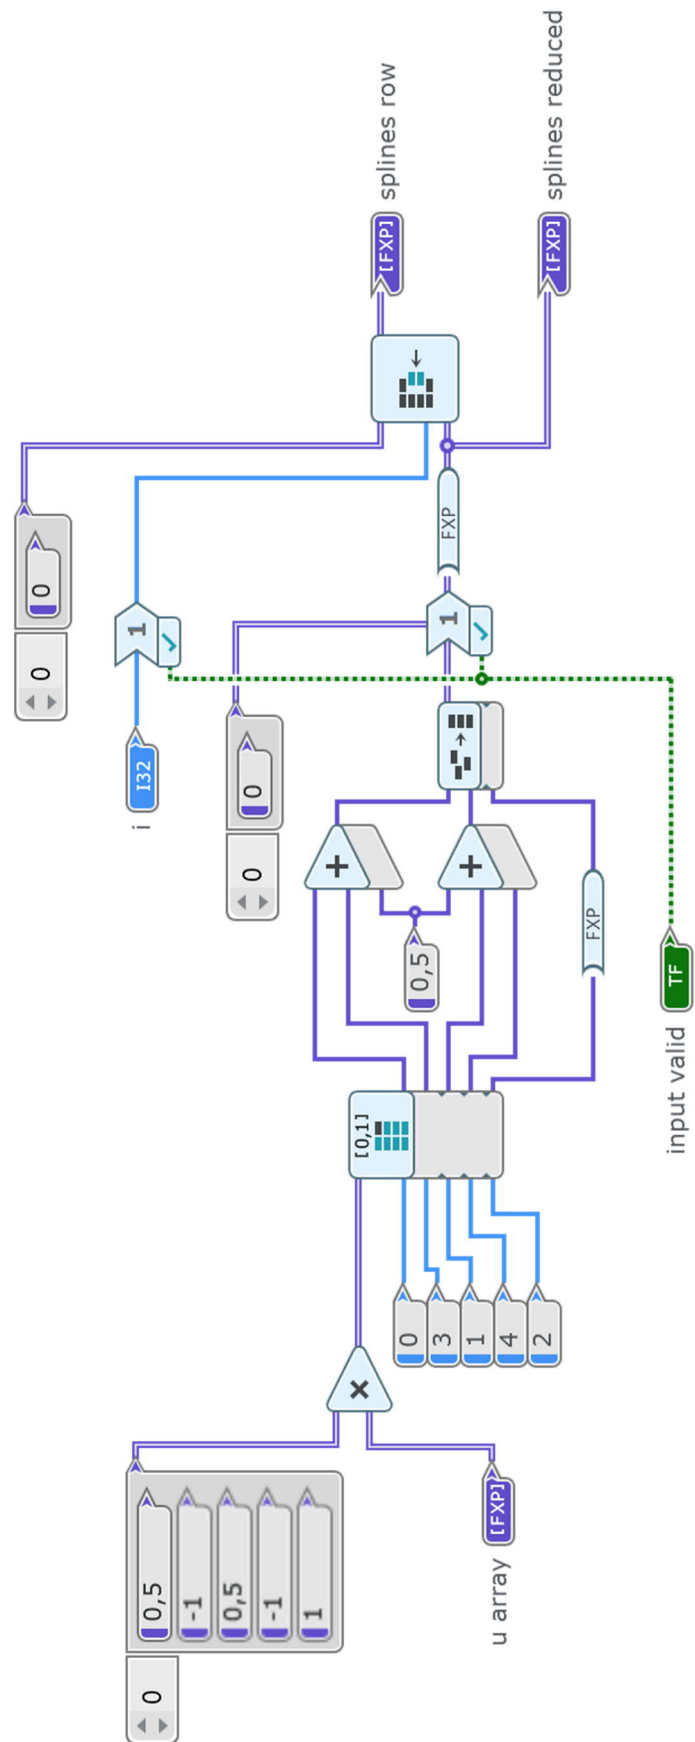 0
0
i
I32
1
0
0,5
-1
0,5
-1
1
0
0
+
×
[0,1]
[FXP]
splines row
0
3
1
4
2
0,5
+
1
FXP
u array
[FXP]
[FXP]
splines reduced
FXP
input valid
TF